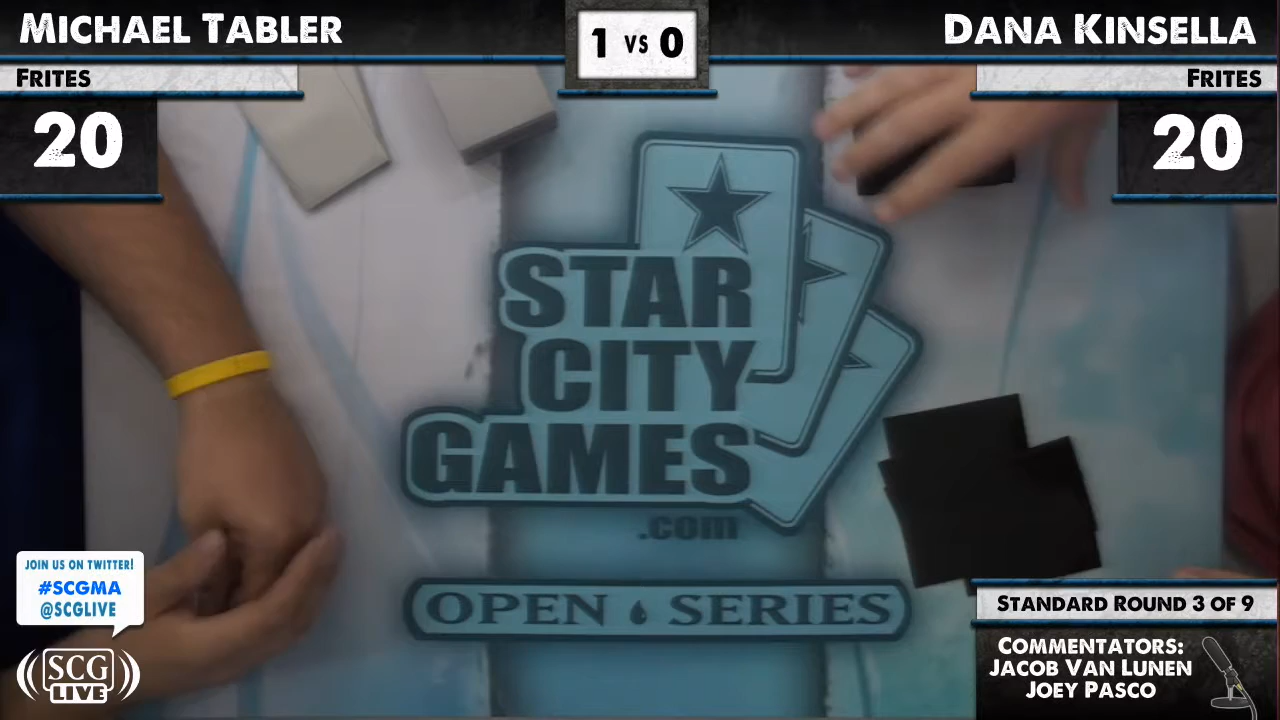 MICHAEL TABLER
1 VS 0
DANA KINSELLA
FRITES
FRITES
20
20
STAR
CITY
GAMES
.com
OPEN SERIES
JOIN US ON TWITTER!
#SCGMA
@SCGLIVE
SCG
LIVE
STANDARD ROUND 3 OF 9
COMMENTATORS:
JACOB VAN LUNEN
JOEY PASCO